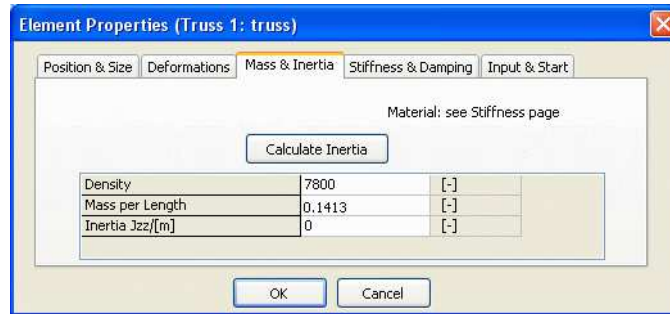 Element Properties (Truss 1: truss)
Position & Size Deformations Mass & Inertia Stiffness & Damping Input & Start
Material: see Stiffness page
Calculate Inertia
Density 7800 [-]
Mass per Length 0.1413 [-]
Inertia Jzz/[m] 0 [-]
OK Cancel